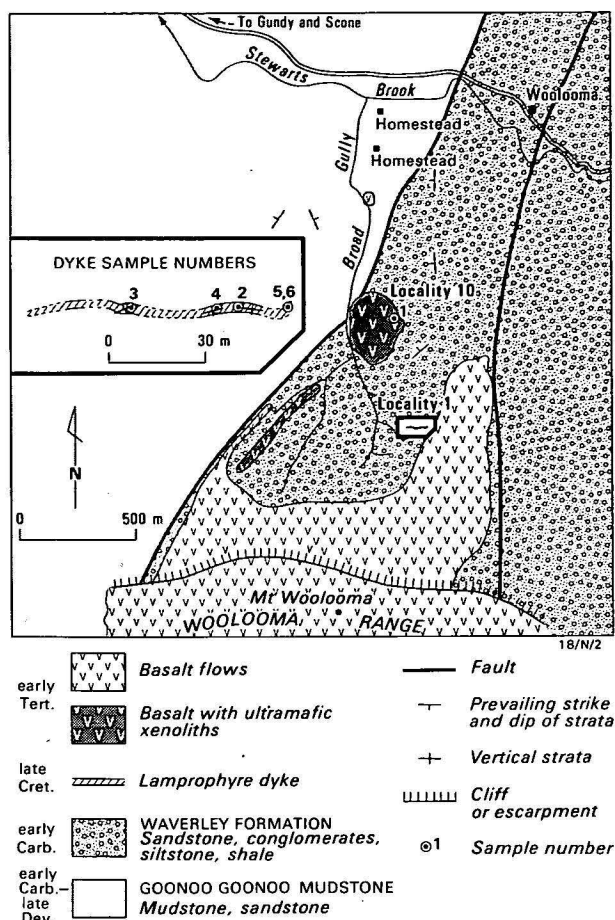 To Gundy and Scone
Stewarts
Brook
Woolooma
Homestead
Gully
Homestead
v
Broad
DYKE SAMPLE NUMBERS
3 4 2 5,6
0 30 m
Locality 10
1
Locality 1
N
0 500 m
Mt Woolooma
WOOLOOMA RANGE
18/N/2
early
Tert.
Basalt flows
Basalt with ultramafic
xenoliths
late
Cret.
Lamprophyre dyke
early
Carb.
WAVERLEY FORMATION
Sandstone, conglomerates,
siltstone, shale
early
Carb.-
late
Dev.
GOONOO GOONOO MUDSTONE
Mudstone, sandstone
Fault
Prevailing strike
and dip of strata
Vertical strata
Cliff
or escarpment
1 Sample number